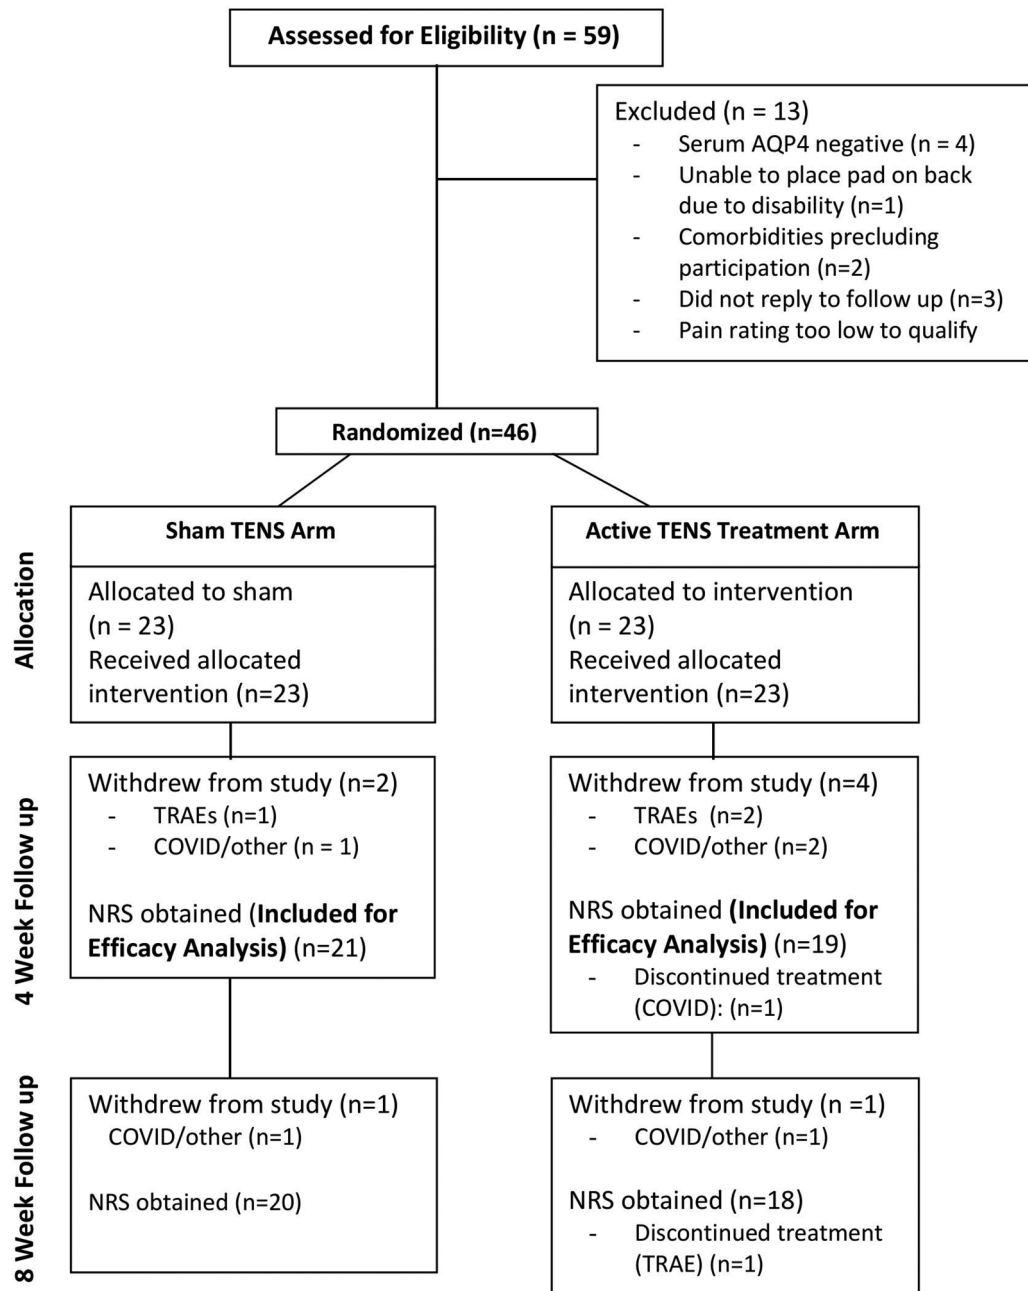 Assessed for Eligibility (n = 59)
Excluded (n = 13)
- Serum AQP4 negative (n = 4)
- Unable to place pad on back
due to disability (n=1)
- Comorbidities precluding
participation (n=2)
- Did not reply to follow up (n=3)
- Pain rating too low to qualify
Randomized (n=46)
Allocation
Sham TENS Arm
Allocated to sham
(n = 23)
Received allocated
intervention (n=23)
Active TENS Treatment Arm
Allocated to intervention
(n = 23)
Received allocated
intervention (n=23)
4 Week Follow up
Withdrew from study (n=2)
- TRAEs (n=1)
- COVID/other (n = 1)
NRS obtained (Included for
Efficacy Analysis) (n=21)
Withdrew from study (n=4)
- TRAEs (n=2)
- COVID/other (n=2)
NRS obtained (Included for
Efficacy Analysis) (n=19)
- Discontinued treatment
(COVID): (n=1)
8 Week Follow up
Withdrew from study (n=1)
COVID/other (n=1)
NRS obtained (n=20)
Withdrew from study (n =1)
- COVID/other (n=1)
NRS obtained (n=18)
- Discontinued treatment
(TRAE) (n=1)